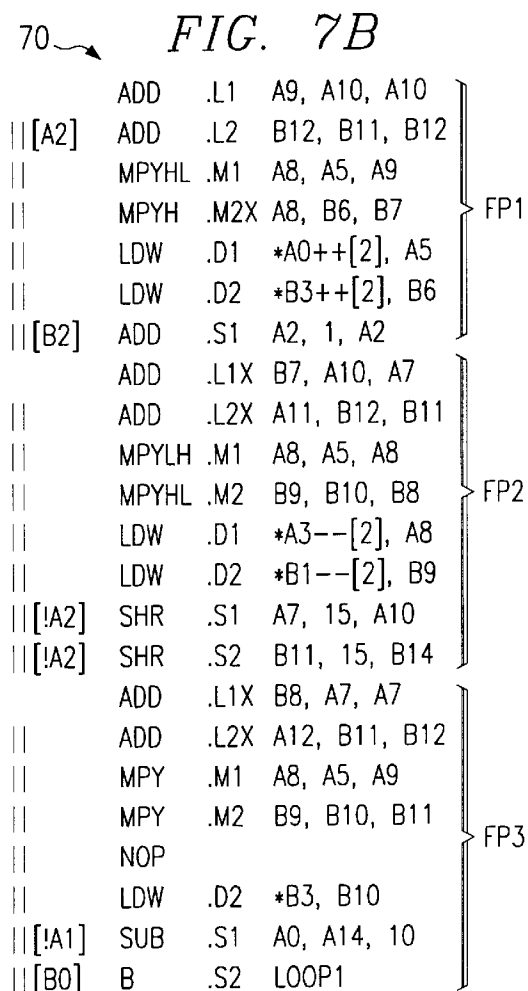 70 FIG. 7B
ADD .L1 A9, A10, A10
||[A2] ADD .L2 B12, B11, B12
|| MPYHL .M1 A8, A5, A9
|| MPYH .M2X A8, B6, B7
|| LDW .D1 *A0++[2], A5
|| LDW .D2 *B3++[2], B6
||[B2] ADD .S1 A2, 1, A2
FP1
ADD .L1X B7, A10, A7
|| ADD .L2X A11, B12, B11
|| MPYLH .M1 A8, A5, A8
|| MPYHL .M2 B9, B10, B8
|| LDW .D1 *A3--[2], A8
|| LDW .D2 *B1--[2], B9
||[!A2] SHR .S1 A7, 15, A10
||[!A2] SHR .S2 B11, 15, B14
FP2
ADD .L1X B8, A7, A7
|| ADD .L2X A12, B11, B12
|| MPY .M1 A8, A5, A9
|| MPY .M2 B9, B10, B11
|| NOP
|| LDW .D2 *B3, B10
||[!A1] SUB .S1 A0, A14, 10
||[B0] B .S2 LOOP1
FP3